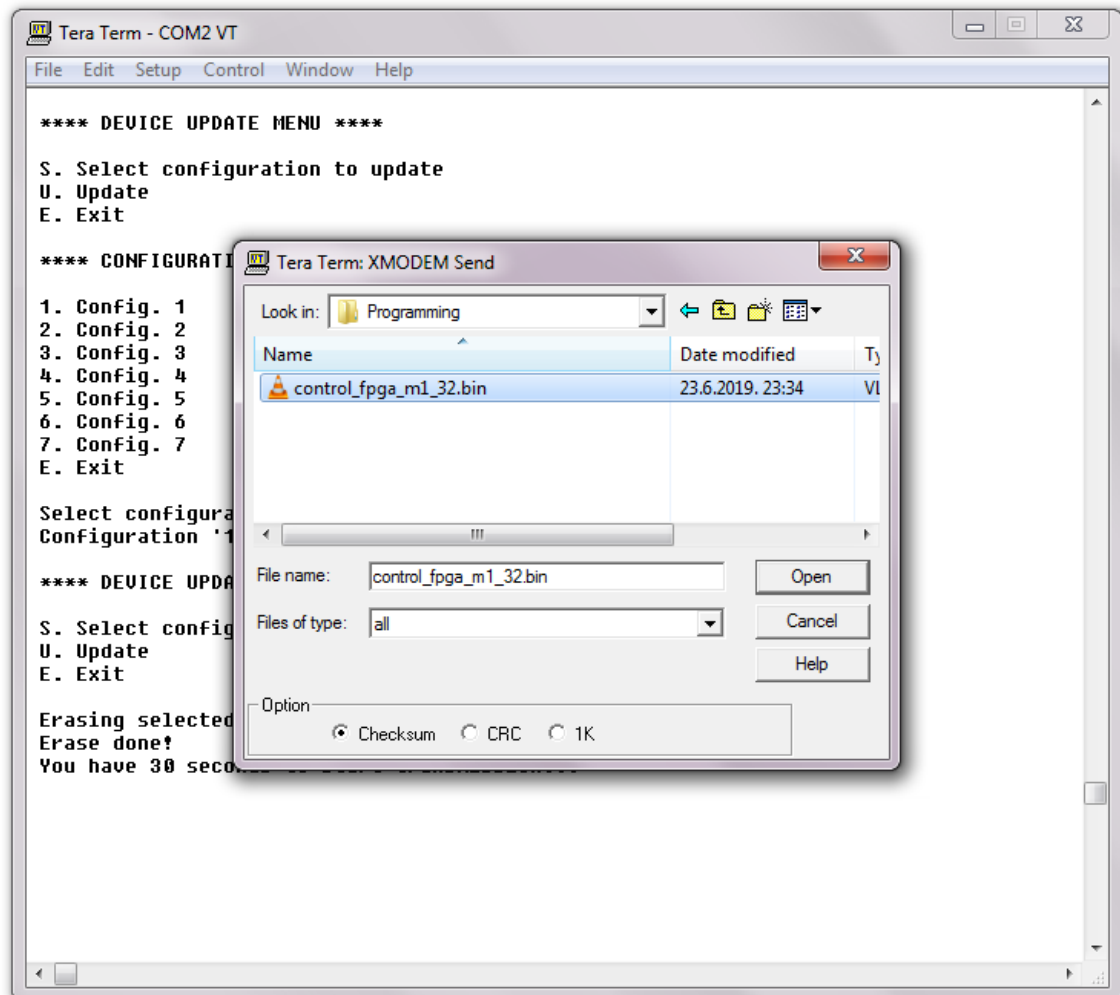 Tera Term - COM2 VT
File Edit Setup Control Window Help
**** DEVICE UPDATE MENU ****
S. Select configuration to update
U. Update
E. Exit
**** CONFIGURATI
1. Config. 1
2. Config. 2
3. Config. 3
4. Config. 4
5. Config. 5
6. Config. 6
7. Config. 7
E. Exit
Select configura
Configuration '1
**** DEVICE UPDA
S. Select config
U. Update
E. Exit
Erasing selected
Erase done!
You have 30 seco
Tera Term: XMODEM Send
Look in: Programming
Name Date modified Ty
control_fpga_m1_32.bin 23.6.2019. 23:34 VL
File name: control_fpga_m1_32.bin Open
Files of type: all Cancel
Help
Option
Checksum CRC 1K